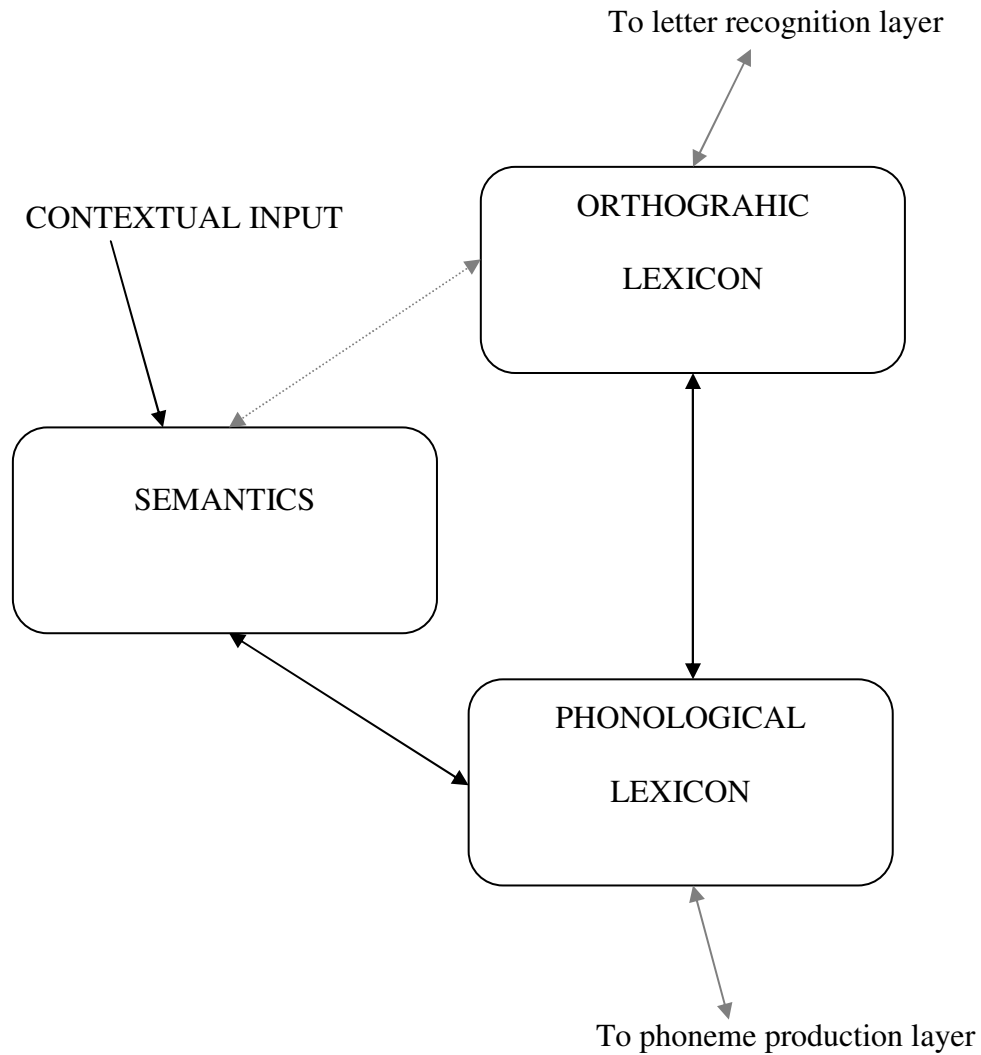 To letter recognition layer
CONTEXTUAL INPUT
ORTHOGRAHIC
LEXICON
SEMANTICS
PHONOLOGICAL
LEXICON
To phoneme production layer